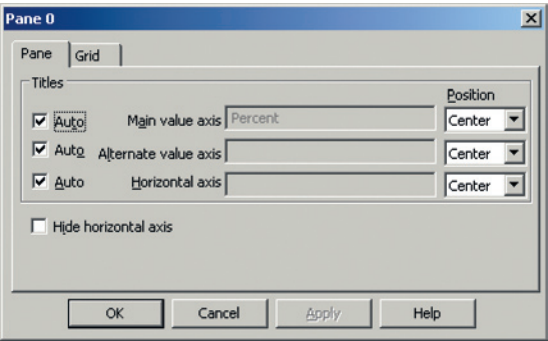 Pane 0
Pane Grid
Titles
Position
Auto Main value axis Percent Center
Auto Alternate value axis Center
Auto Horizontal axis Center
Hide horizontal axis
OK Cancel Apply Help